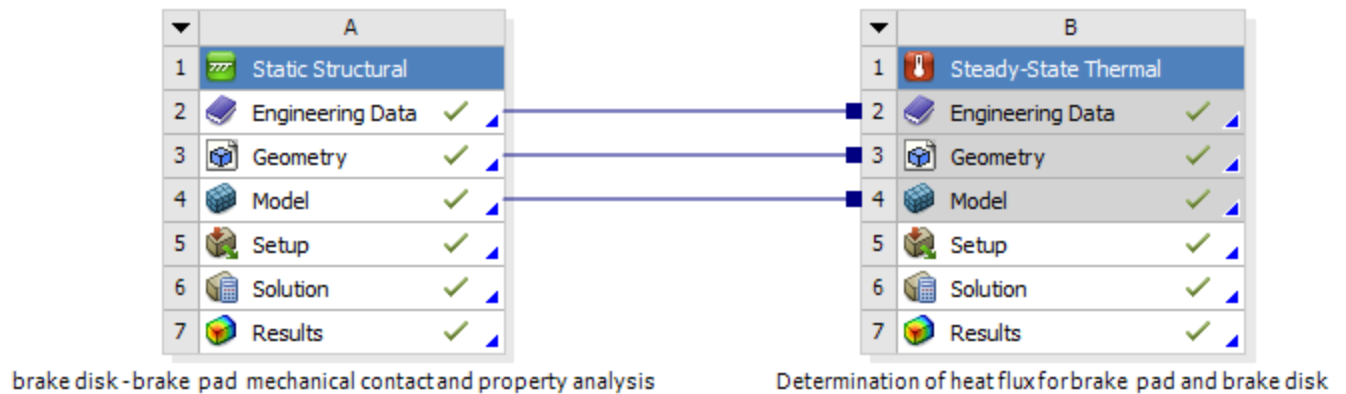 A
1 Static Structural
2 Engineering Data
3 Geometry
4 Model
5 Setup
6 Solution
7 Results
brake disk - brake pad mechanical contact and property analysis
B
1 Steady-State Thermal
2 Engineering Data
3 Geometry
4 Model
5 Setup
6 Solution
7 Results
Determination of heat flux for brake pad and brake disk